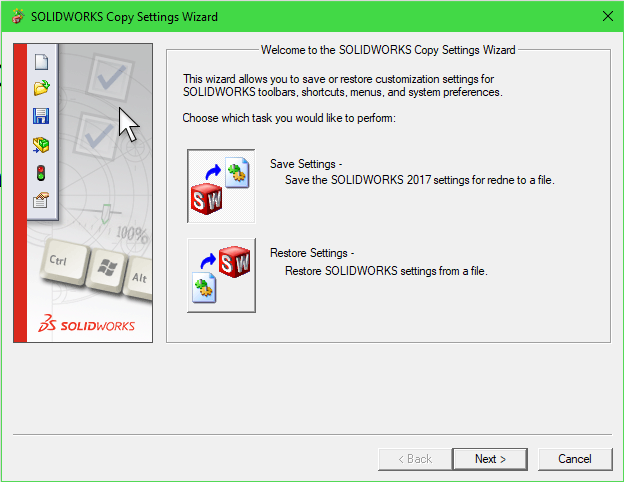 SOLIDWORKS Copy Settings Wizard
Welcome to the SOLIDWORKS Copy Settings Wizard
This wizard allows you to save or restore customization settings for
SOLIDWORKS toolbars, shortcuts, menus, and system preferences.
Choose which task you would like to perform:
SW
Save Settings -
Save the SOLIDWORKS 2017 settings for redne to a file.
SW
Restore Settings -
Restore SOLIDWORKS settings from a file.
100%
Ctrl
Alt
SOLIDWORKS
< Back
Next >
Cancel